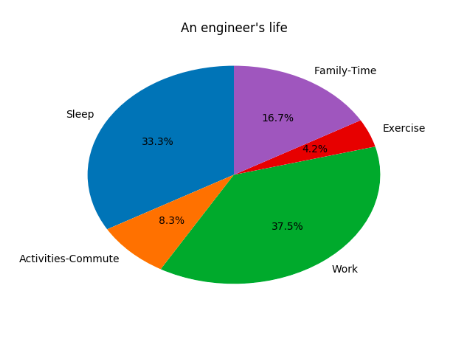 An engineer's life
Family-Time
Sleep
16.7%
Exercise
33.3%
4.2%
8.3%
37.5%
Activities-Commute
Work